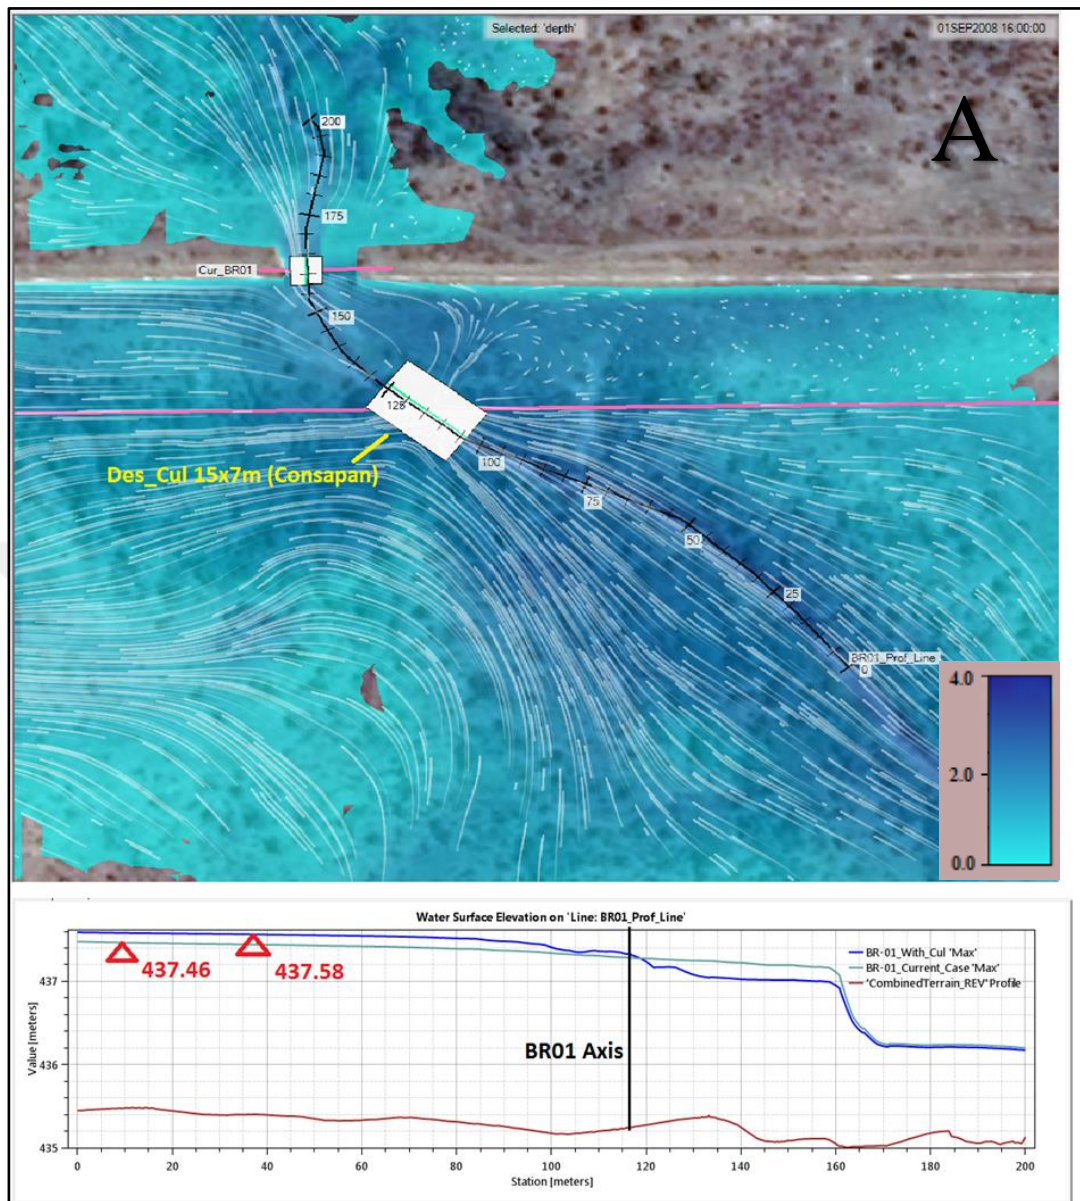 Selected: 'depth'
01SEP2008 16:00:00
A
200
175
Cur_BR01
150
125
Des_Cul 15x7m (Consapan)
100
75
50
25
BR01_Prof_Line
0
4.0
2.0
0.0
Water Surface Elevation on 'Line: BR01_Prof_Line'
BR-01_With_Cul 'Max'
BR-01_Current_Case 'Max'
'CombinedTerrain_REV' Profile
437.46
437.58
BR01 Axis
Value [meters]
437
436
435
0 20 40 60 80 100 120 140 160 180 200
Station [meters]